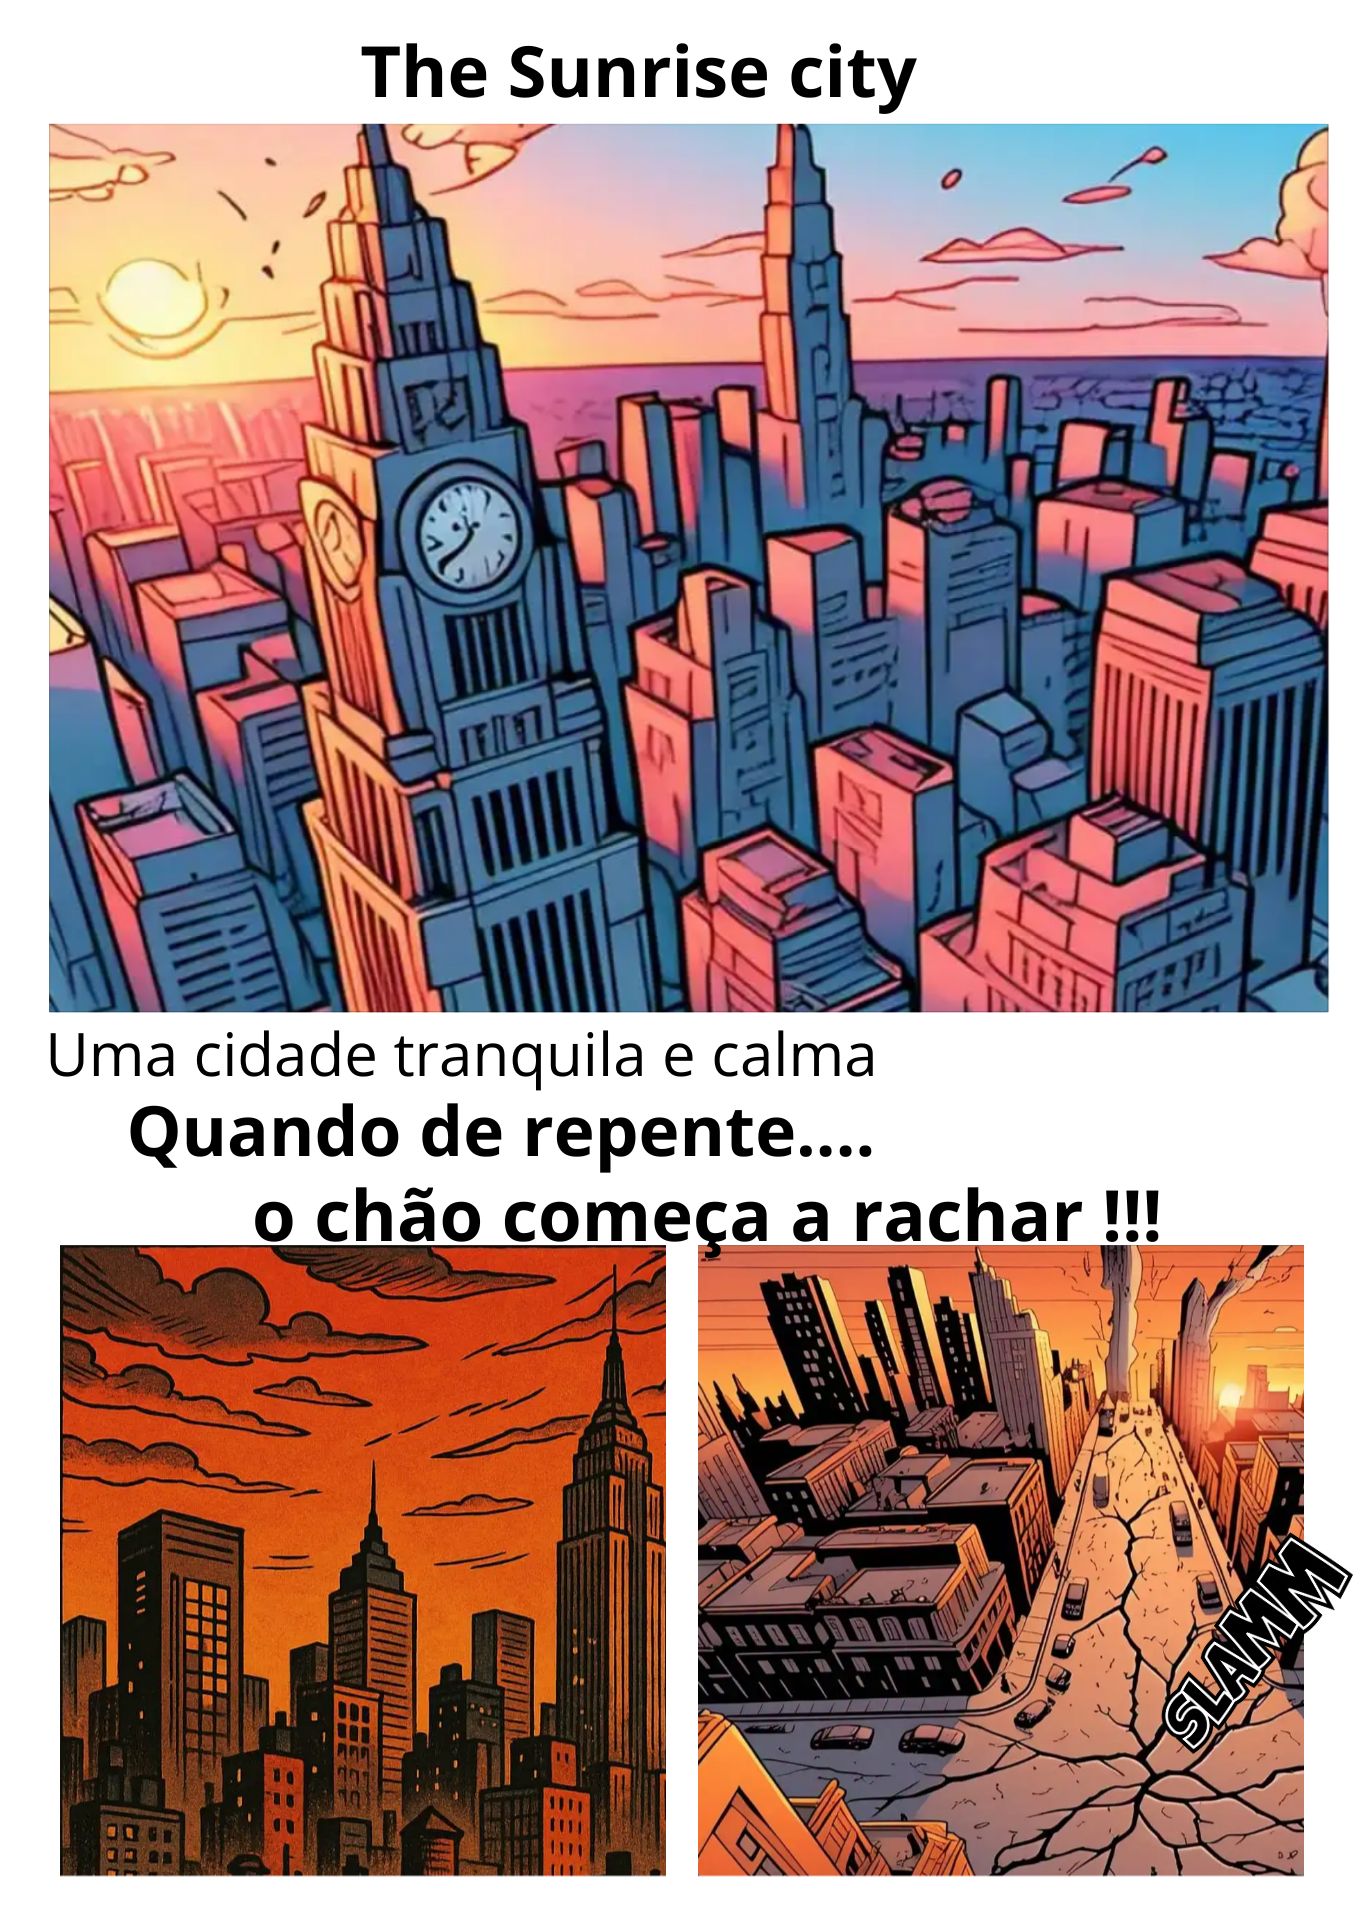 The Sunrise city
Uma cidade tranquila e calma
Quando de repente....
o chão começa a rachar !!!
SLAMM